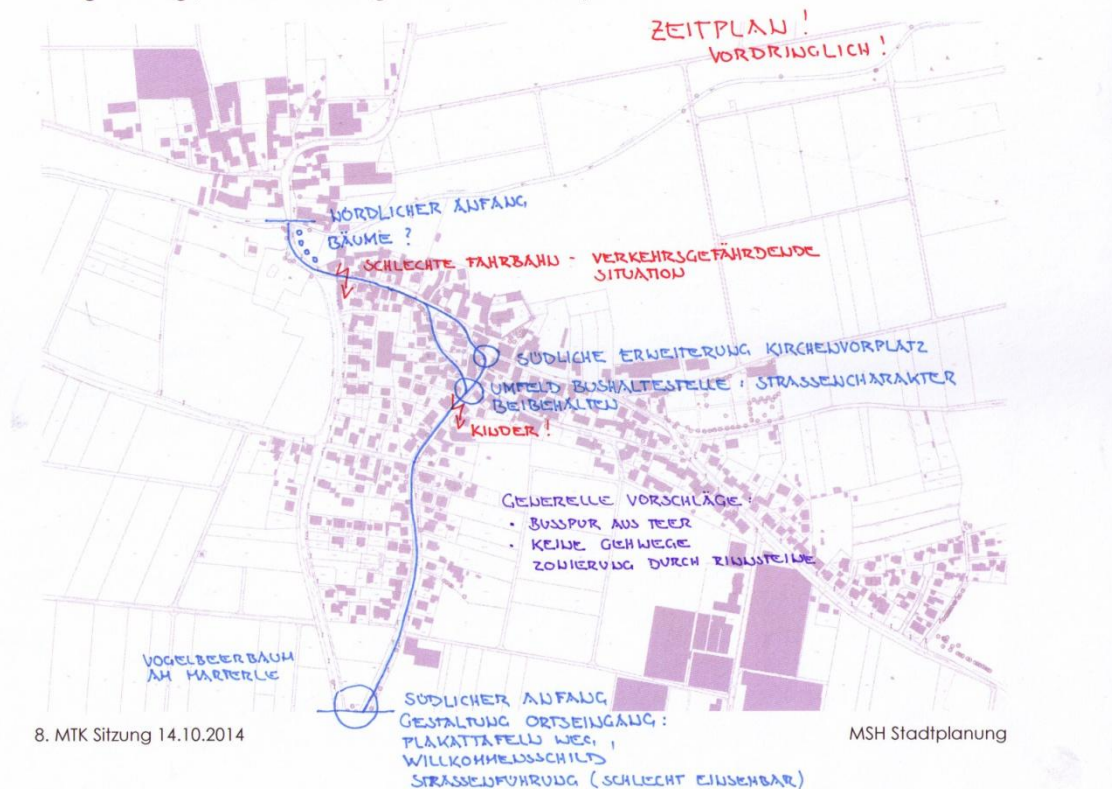 ZEITPLAN !
VORDRINGLICH !
NÖRDLICHER ANFANG
BÄUME ?
SCHLECHTE FAHRBAHN - VERKEHRSGEFÄHRDENDE
SITUATION
SÜDLICHE ERWEITERUNG KIRCHENVORPLATZ
UMFELD BUSHALTESTELLE : STRASSENCHARAKTER
BEIBEHALTEN
KINDER !
GENERELLE VORSCHLÄGE :
· BUSSPUR AUS TEER
· KEINE GEHWEGE
ZONIERUNG DURCH RINNSTEINE
VOGELBEERBAUM
AM MARTERLE
SÜDLICHER ANFANG
GESTALTUNG ORTSEINGANG :
PLAKATTAFELN WEG,
WILLKOMMENSSCHILD
STRASSENFÜHRUNG (SCHLECHT EINSEHBAR)
8. MTK Sitzung 14.10.2014
MSH Stadtplanung